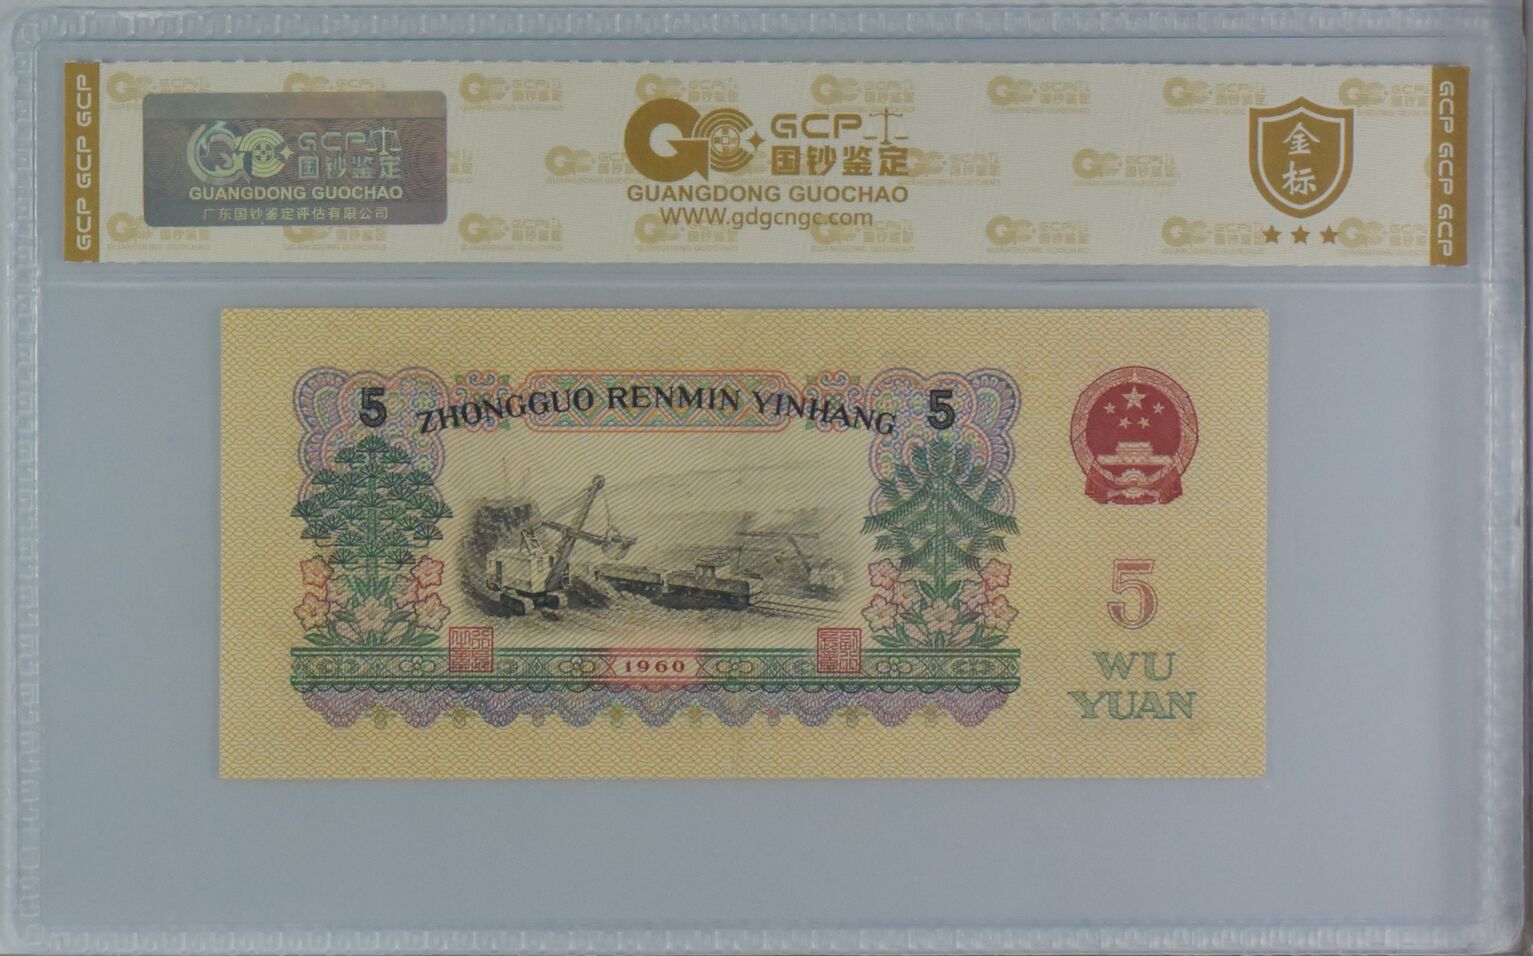 GCP GCP GCP
GCP
国钞鉴定
GUANGDONG GUOCHAO
广东国钞鉴定评估有限公司
GCP
国钞鉴定
GUANGDONG GUOCHAO
WWW.gdgcngc.com
金标
GCP GCP GCP
5 ZHONGGUO RENMIN YINHANG 5
1960
5
WU
YUAN